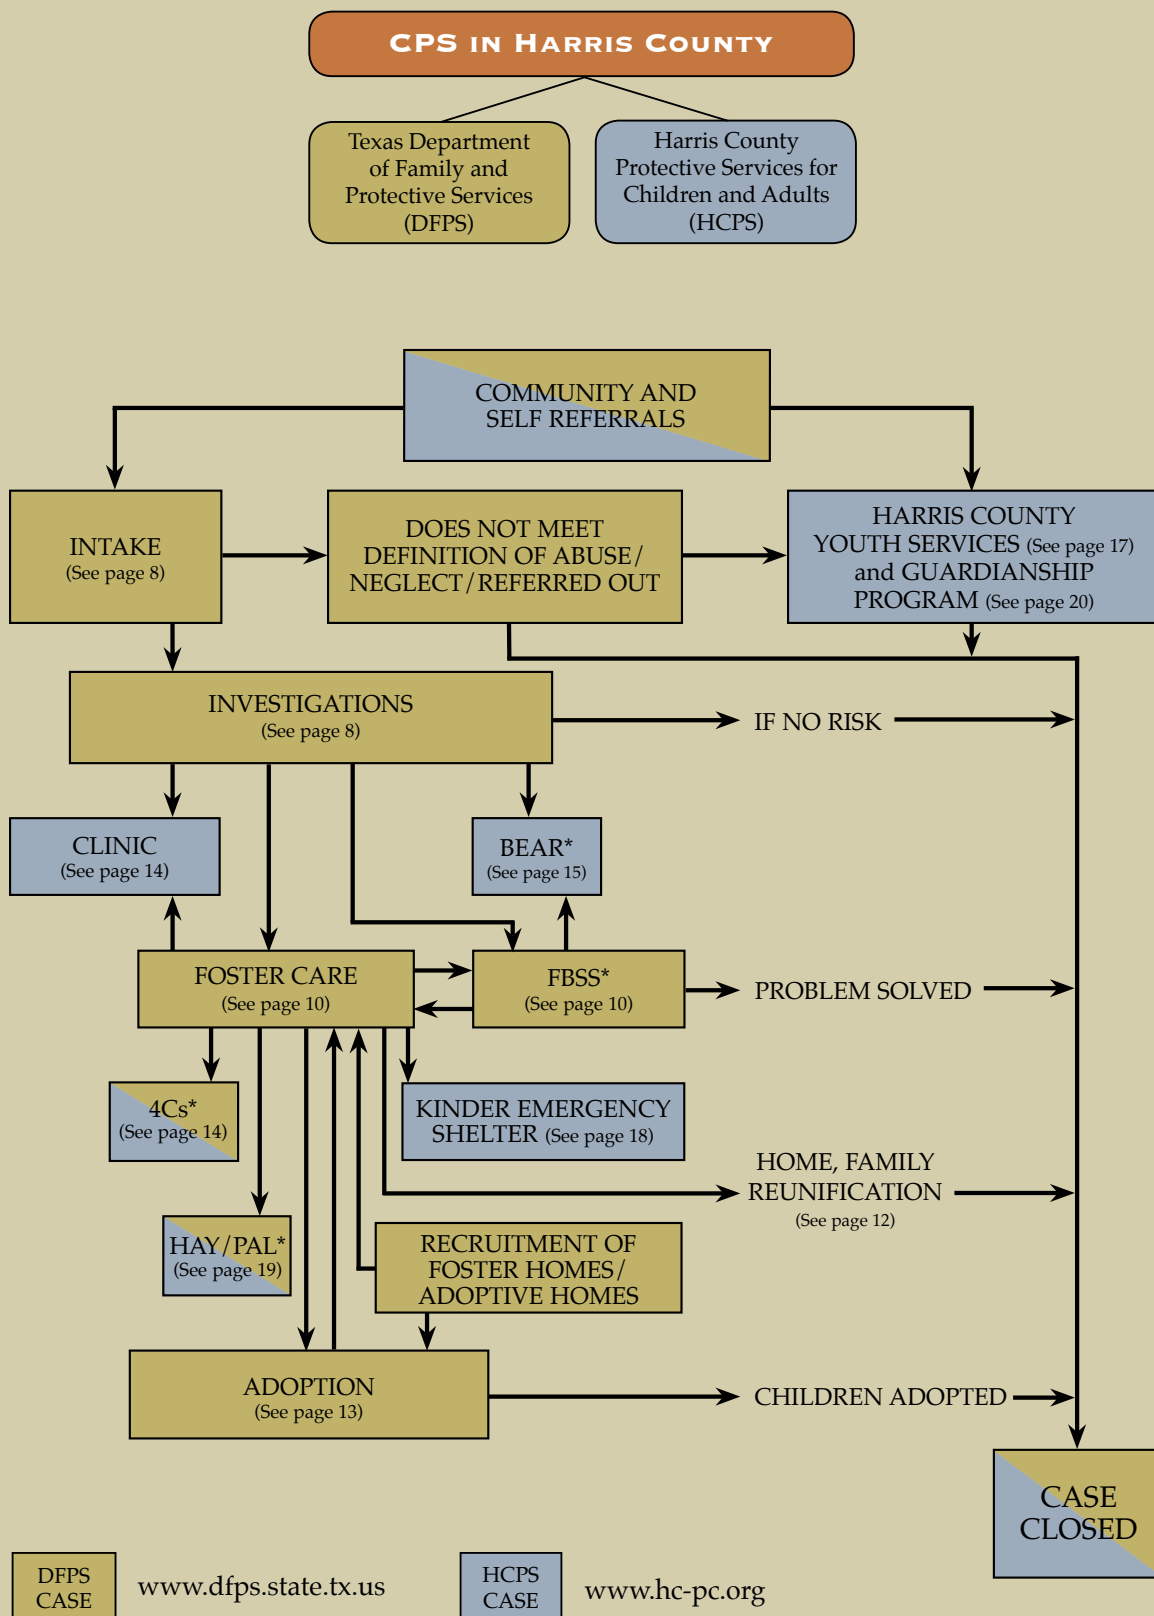 CPS in Harris County
Texas Department
of Family and
Protective Services
(DFPS)
Harris County
Protective Services for
Children and Adults
(HCPS)
COMMUNITY AND
SELF REFERRALS
INTAKE
(See page 8)
DOES NOT MEET
DEFINITION OF ABUSE/
NEGLECT/REFERRED OUT
HARRIS COUNTY
YOUTH SERVICES (See page 17)
and GUARDIANSHIP
PROGRAM (See page 20)
INVESTIGATIONS
(See page 8)
IF NO RISK
CLINIC
(See page 14)
BEAR*
(See page 15)
FOSTER CARE
(See page 10)
FBSS*
(See page 10)
PROBLEM SOLVED
4Cs*
(See page 14)
KINDER EMERGENCY
SHELTER (See page 18)
HOME, FAMILY
REUNIFICATION
(See page 12)
HAY/PAL*
(See page 19)
RECRUITMENT OF
FOSTER HOMES/
ADOPTIVE HOMES
ADOPTION
(See page 13)
CHILDREN ADOPTED
CASE
CLOSED
DFPS
CASE
www.dfps.state.tx.us
HCPS
CASE
www.hc-pc.org